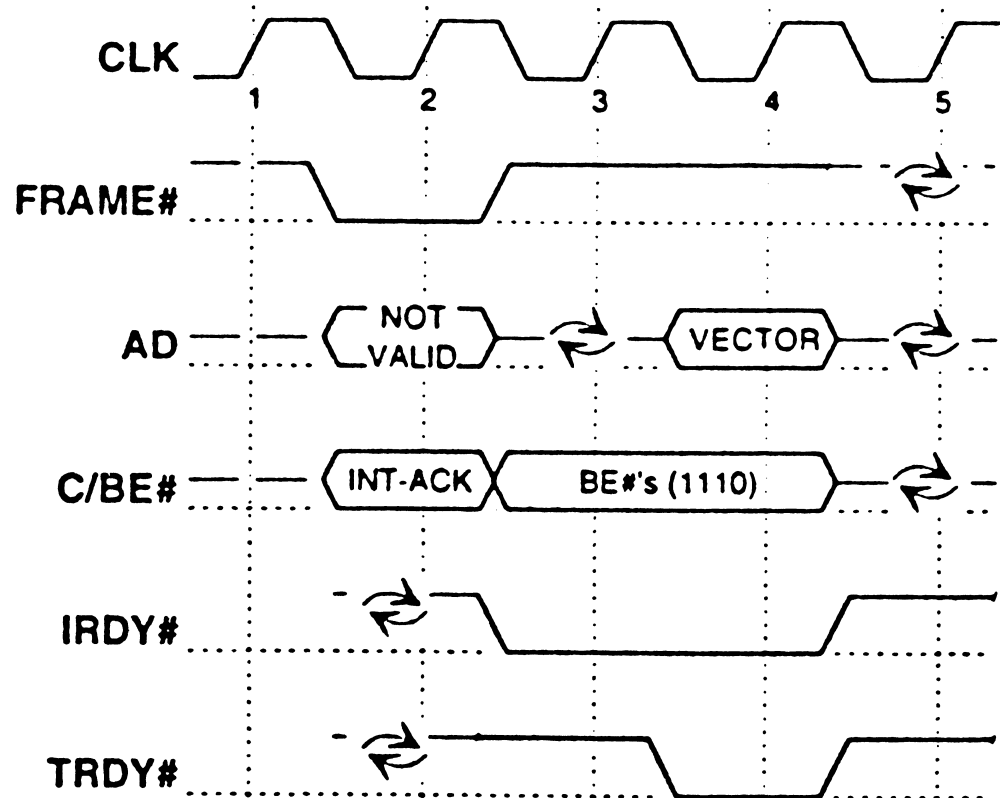 CLK
1 2 3 4 5
FRAME#
AD
NOT
VALID
VECTOR
C/BE#
INT-ACK
BE#'s (1110)
IRDY#
TRDY#